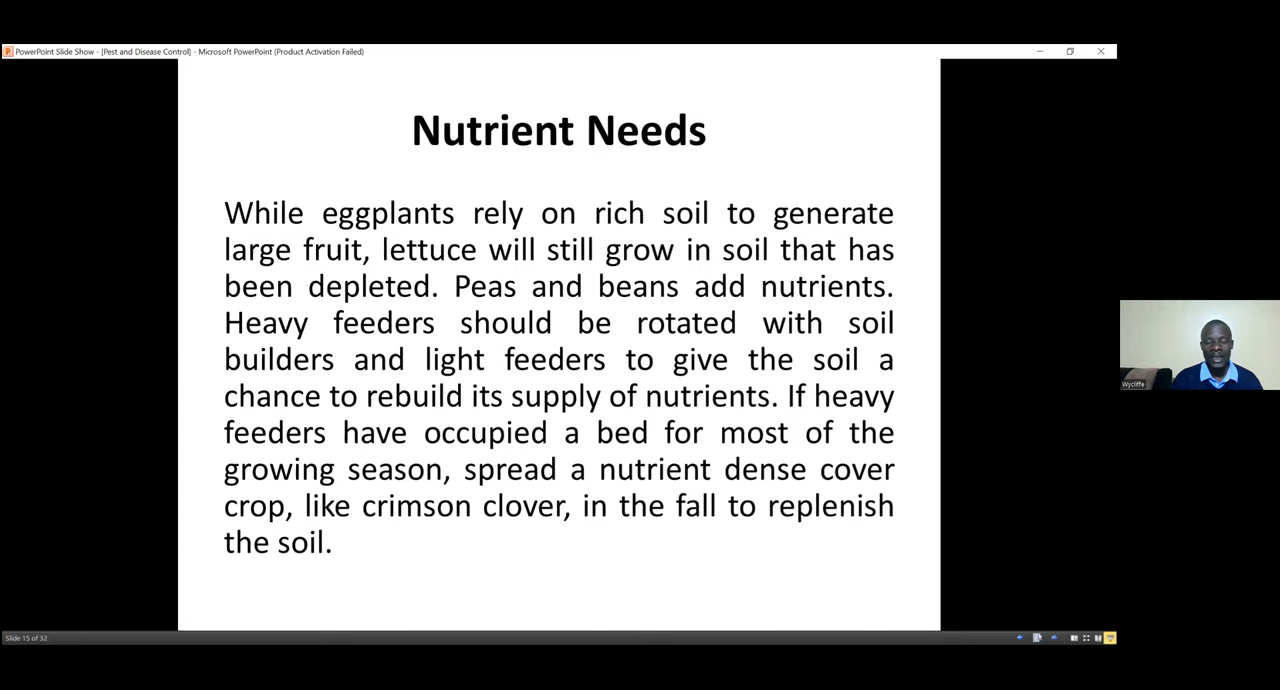 PowerPoint Slide Show - [Pest and Disease Control] - Microsoft PowerPoint (Product Activation Failed)
Nutrient Needs
While eggplants rely on rich soil to generate
large fruit, lettuce will still grow in soil that has
been depleted. Peas and beans add nutrients.
Heavy feeders should be rotated with soil
builders and light feeders to give the soil a
chance to rebuild its supply of nutrients. If heavy
feeders have occupied a bed for most of the
growing season, spread a nutrient dense cover
crop, like crimson clover, in the fall to replenish
the soil.
Wycliffe
Slide 15 of 32